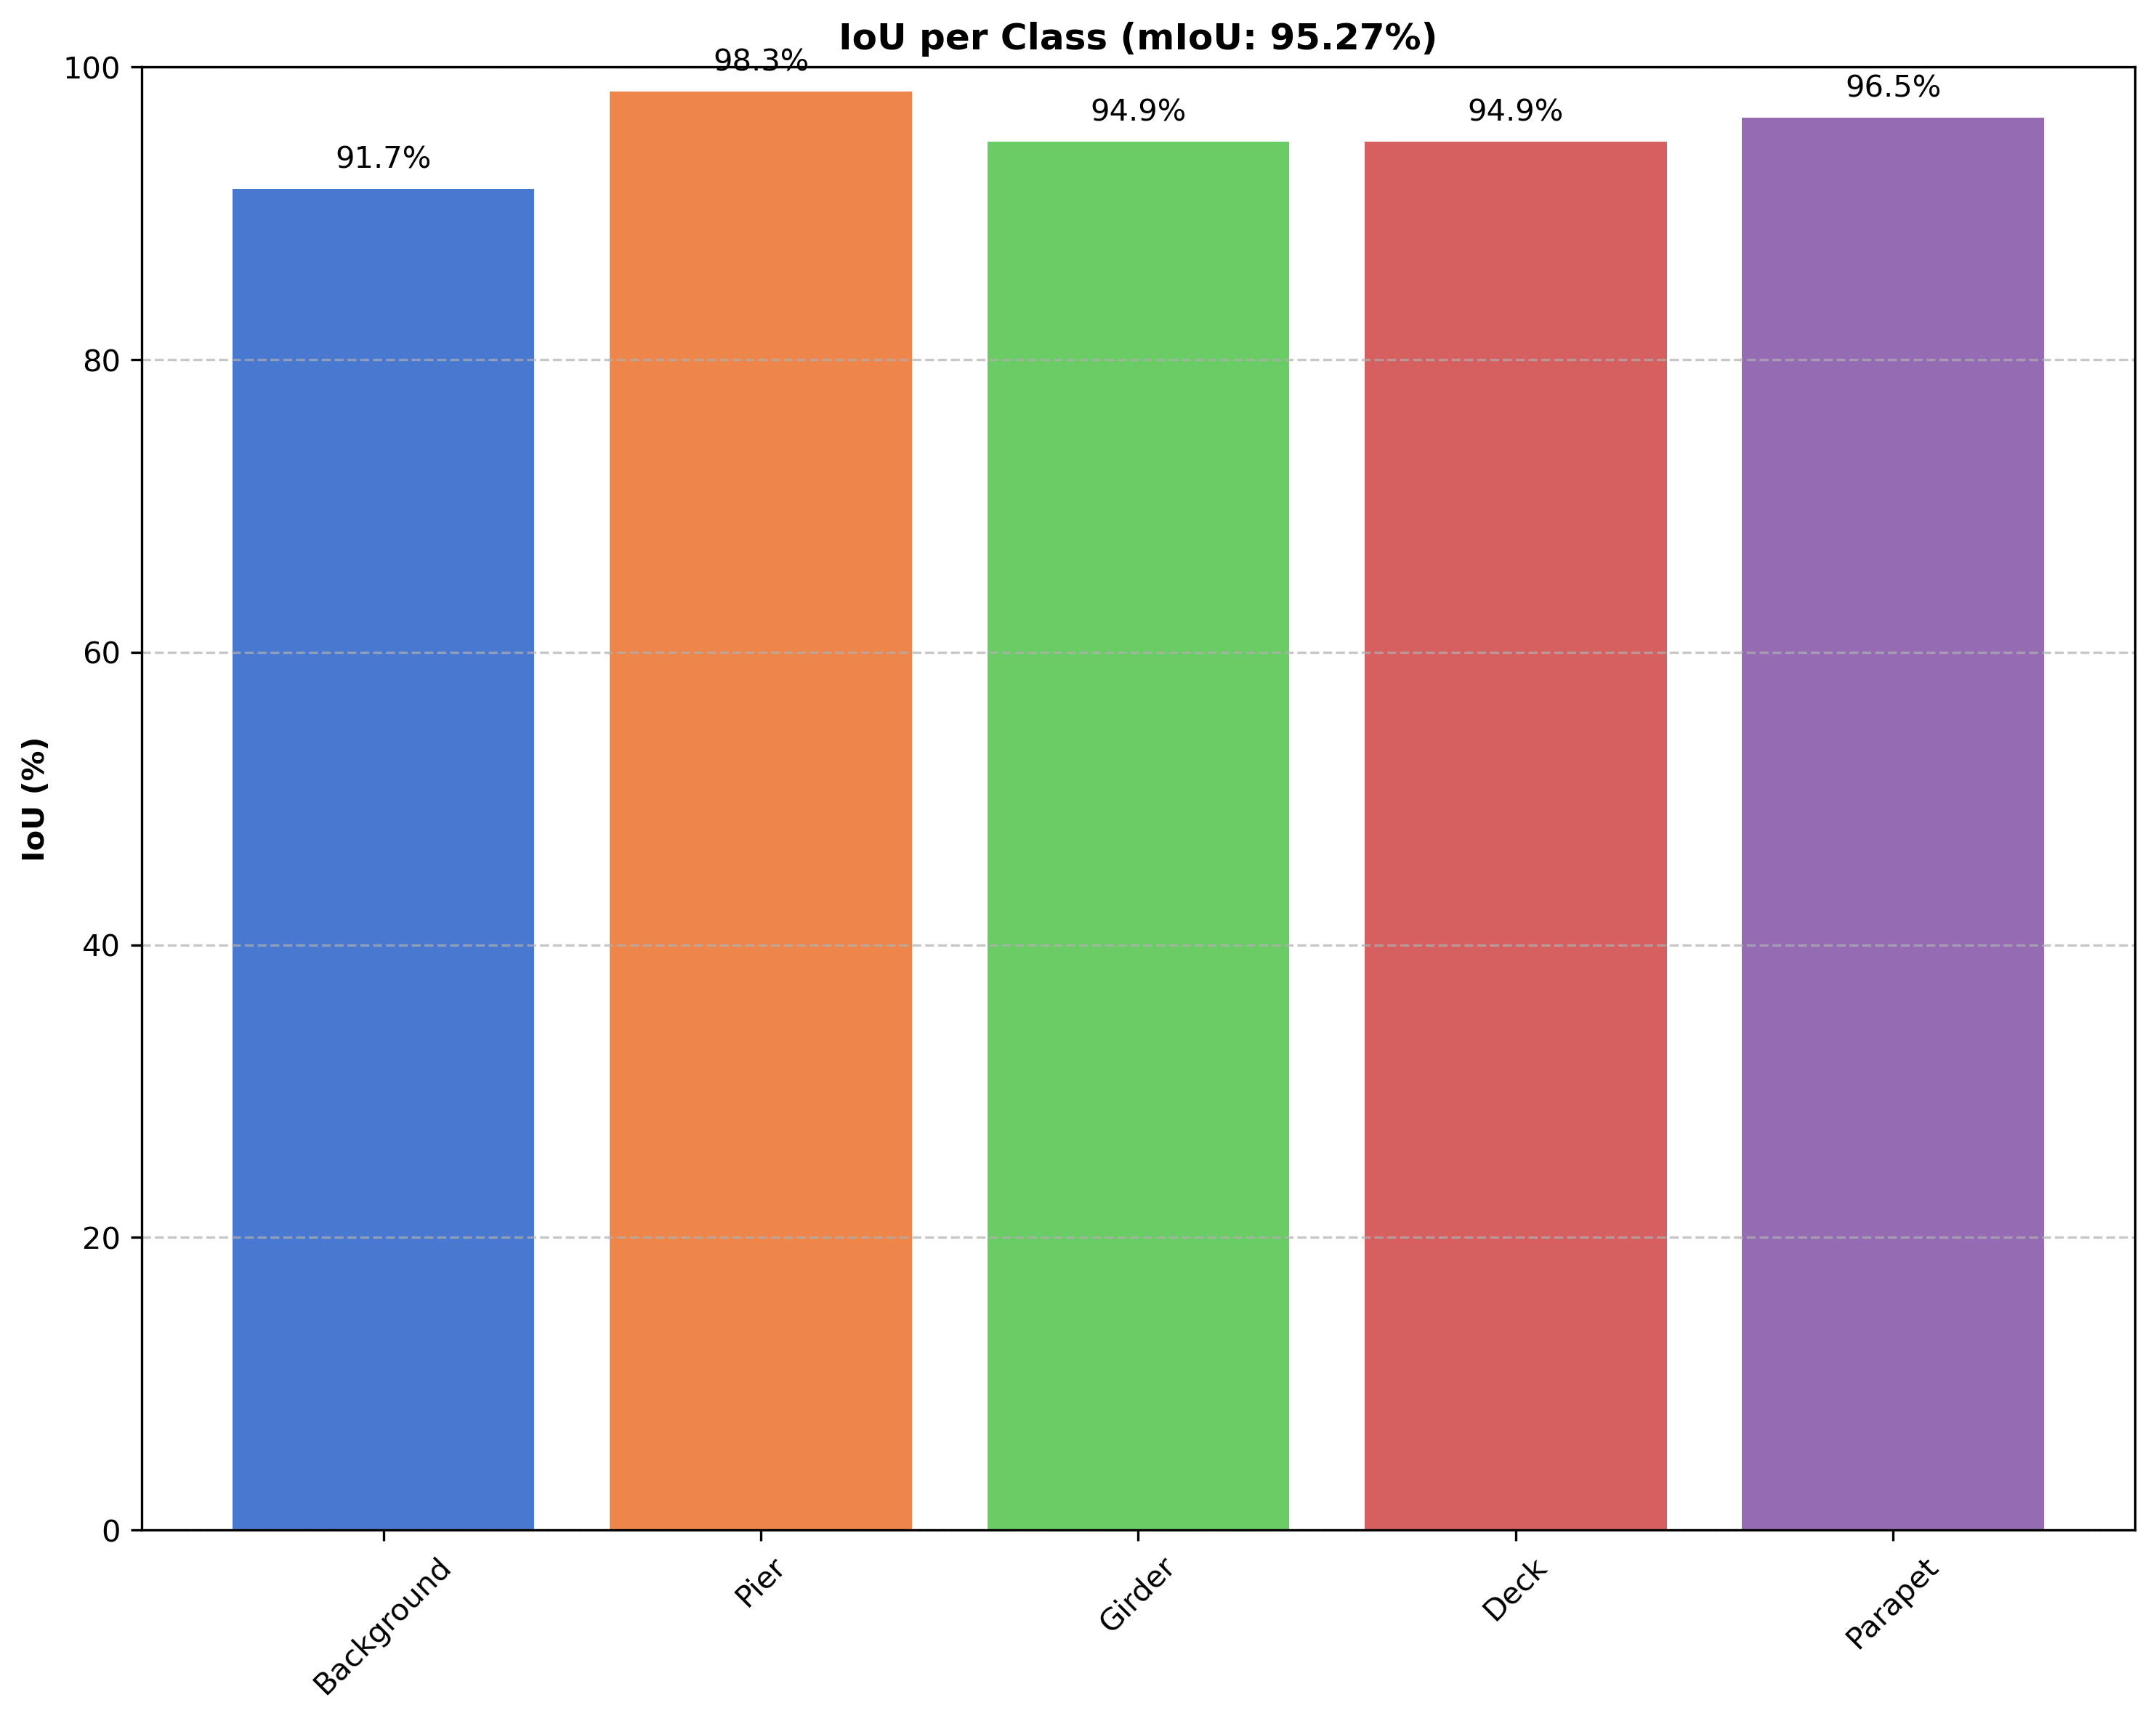 IoU per Class (mIoU: 95.27%)
98.3%
96.5%
94.9%
94.9%
91.7%
100
80
60
40
20
0
IoU (%)
Background
Pier
Girder
Deck
Parapet